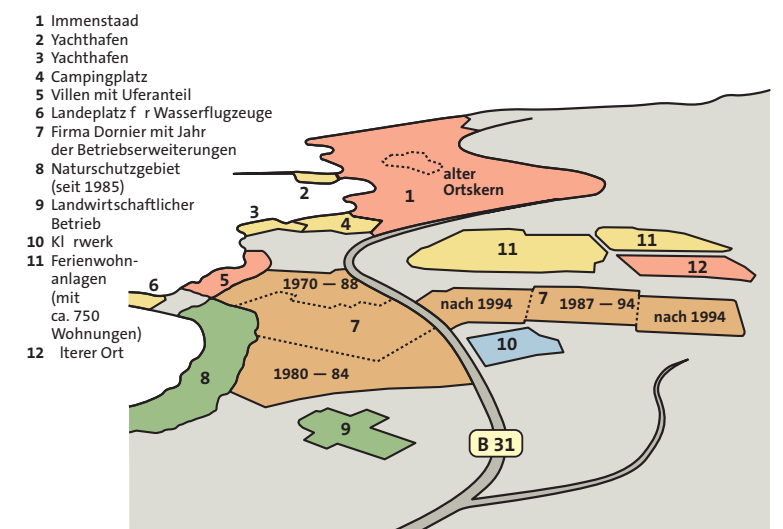 1 Immenstaad
2 Yachthafen
3 Yachthafen
4 Campingplatz
5 Villen mit Uferanteil
6 Landeplatz f r Wasserflugzeuge
7 Firma Dornier mit Jahr
der Betriebserweiterungen
8 Naturschutzgebiet
(seit 1985)
9 Landwirtschaftlicher
Betrieb
10 Kl rwerk
11 Ferienwohn-
anlagen
(mit
ca. 750
Wohnungen)
12 lterer Ort
alter
Ortskern
1
2
3
4
5
6
11
11
12
1970 – 88
7
nach 1994
7
1987 – 94
nach 1994
10
1980 – 84
8
9
B 31